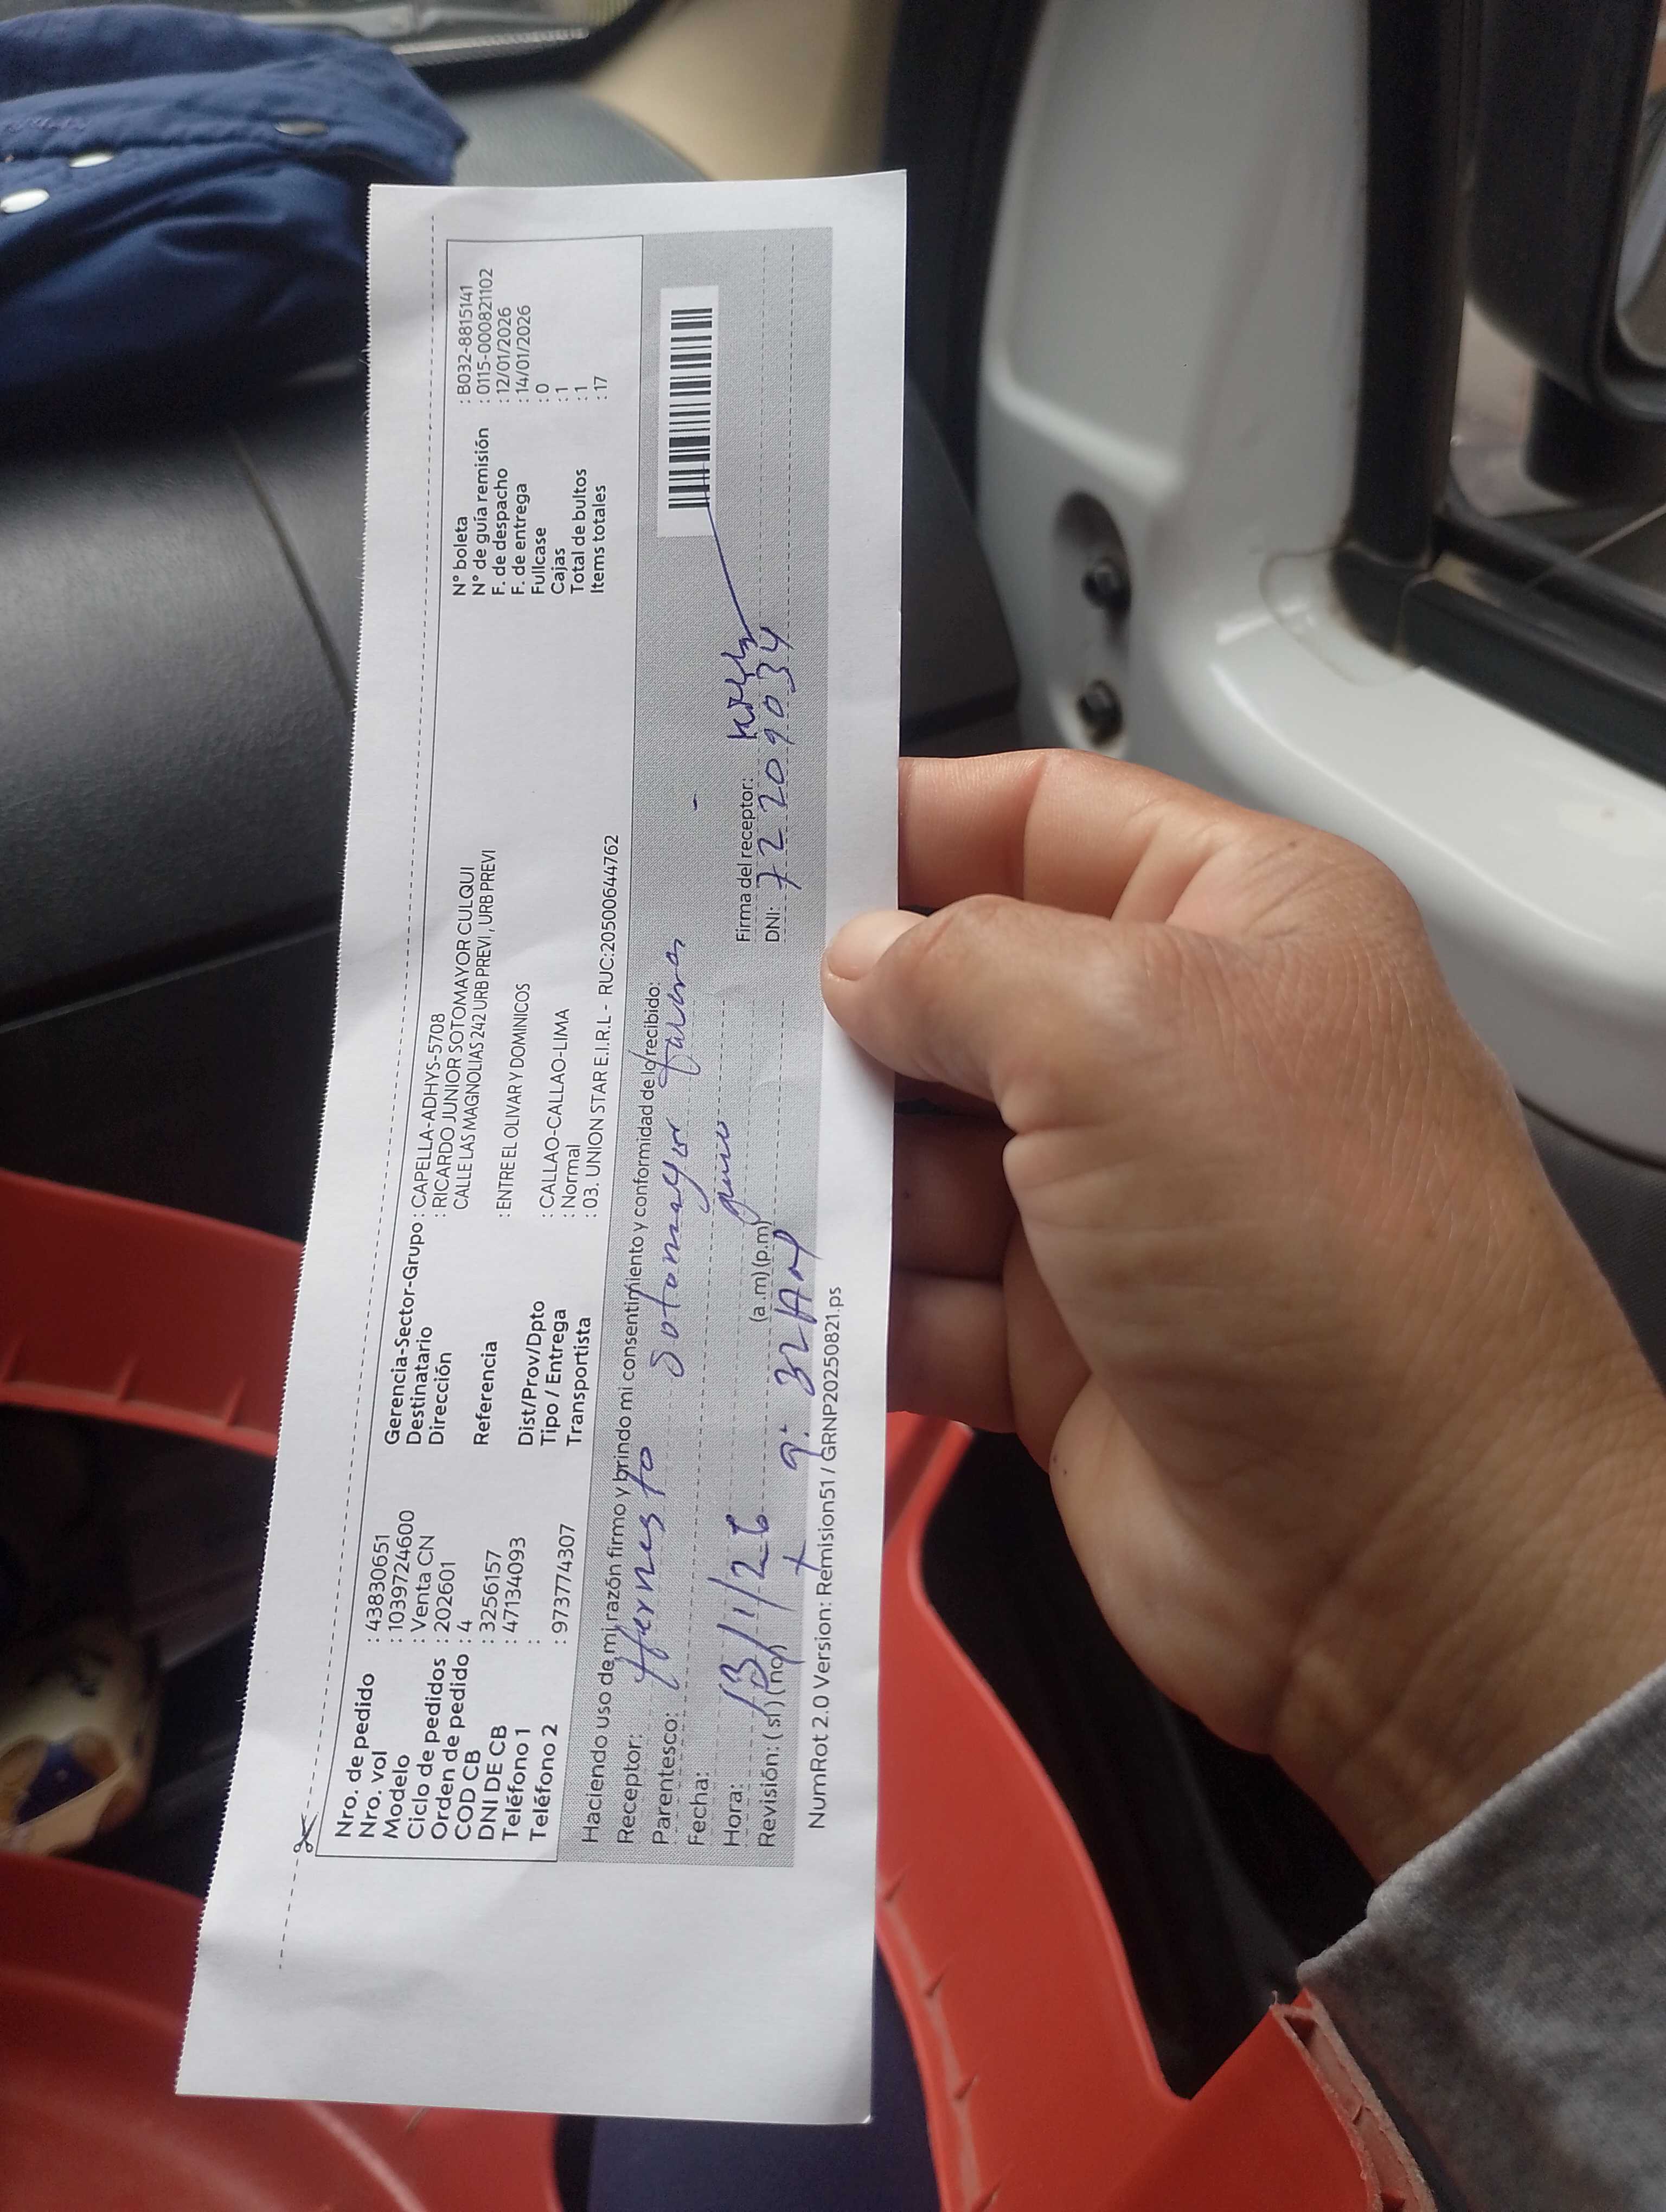 Nro. de pedido : 43830651
Nro. vol : 1039724600
Modelo : Venta CN
Ciclo de pedidos : 202601
Orden de pedido : 4
COD CB : 3256157
DNI DE CB : 47134093
Teléfono 1 :
Teléfono 2 : 973774307
Gerencia-Sector-Grupo : CAPELLA-ADHYS-5708
Destinatario : RICARDO JUNIOR SOTOMAYOR CULQUI
Dirección CALLE LAS MAGNOLIAS 242 URB PREVI, URB PREVI
Referencia : ENTRE EL OLIVAR Y DOMINICOS
Dist/Prov/Dpto : CALLAO-CALLAO-LIMA
Tipo / Entrega : Normal
Transportista : 03. UNION STAR E.I.R.L - RUC:20500644762
N° boleta : B032-8815141
N° de guía remisión : 0115-000821102
F. de despacho : 12/01/2026
F. de entrega : 14/01/2026
Fullcase : 0
Cajas : 1
Total de bultos : 1
Items totales : 17
Haciendo uso de mi razón firmo y brindo mi consentimiento y conformidad de lo recibido:
Receptor: Hernesto Sotomayor
Parentesco:
Fecha: 13/1/26
Hora: (a .m) (p.m) 9:32 AM
Revisión: ( si ) ( no )
Firma del receptor:
DNI: 72209034
NumRot 2.0 Version: Remision51 / GRNP20250821.ps